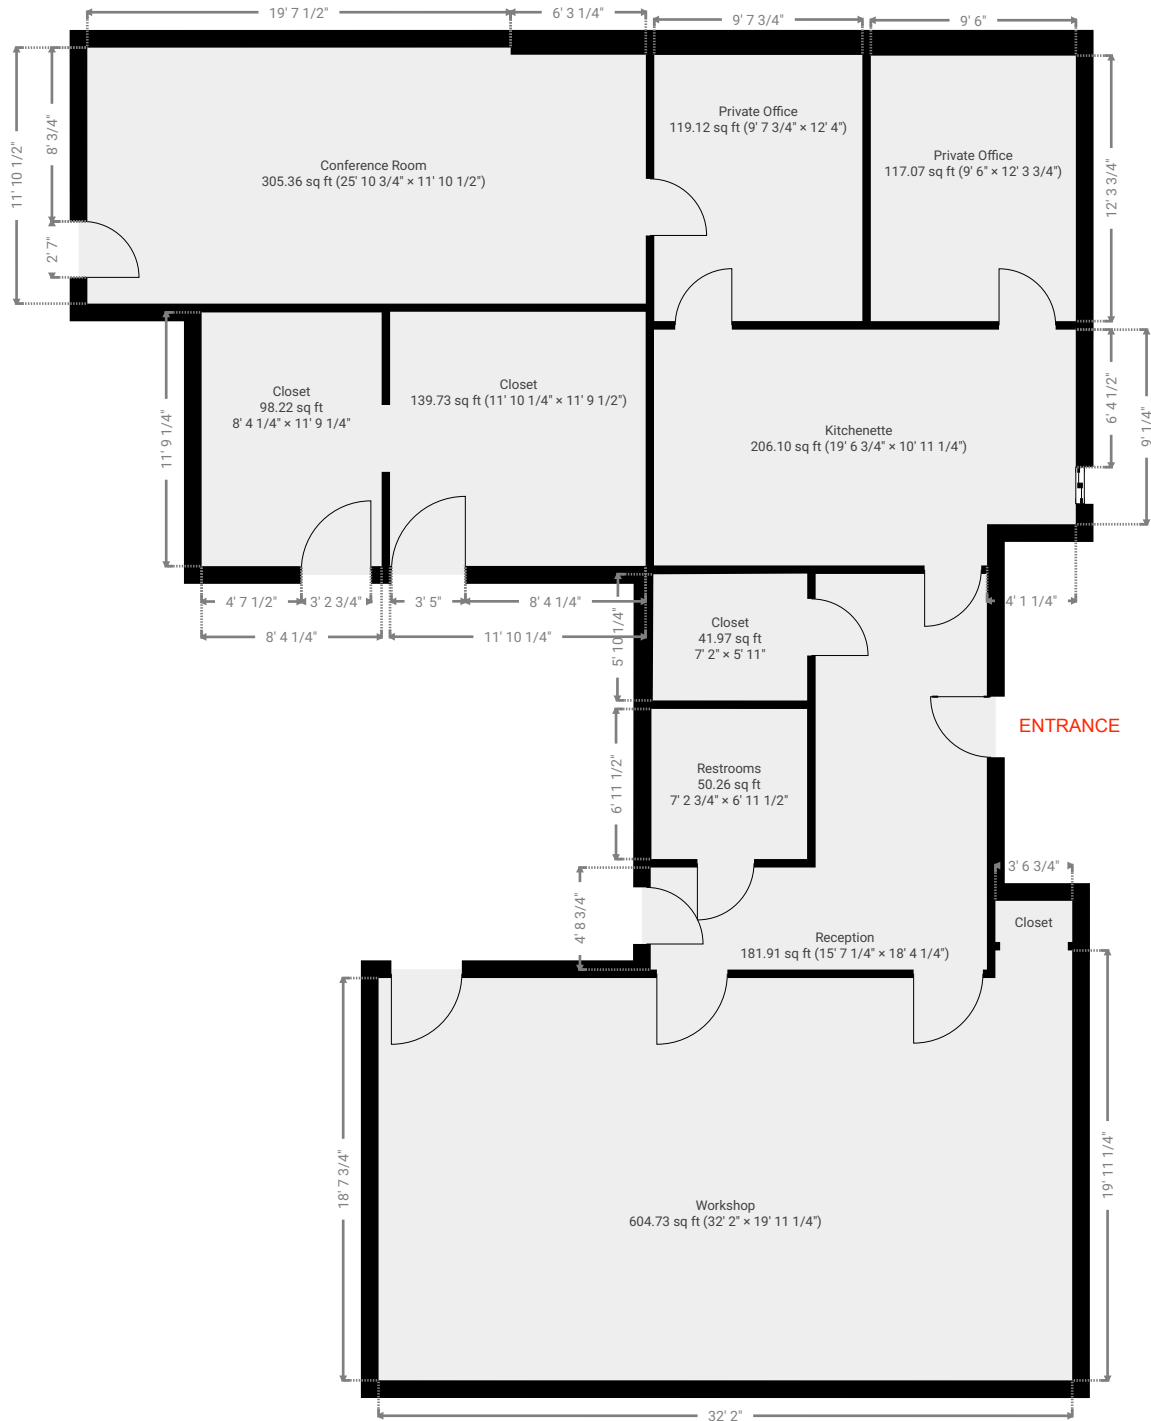 19' 7 1/2"
6' 3 1/4"
9' 7 3/4"
9' 6"
11' 10 1/2"
8' 3/4"
2' 7"
Conference Room
305.36 sq ft (25' 10 3/4" × 11' 10 1/2")
Private Office
119.12 sq ft (9' 7 3/4" × 12' 4")
Private Office
117.07 sq ft (9' 6" × 12' 3 3/4")
12' 3 3/4"
11' 9 1/4"
Closet
98.22 sq ft
8' 4 1/4" × 11' 9 1/4"
Closet
139.73 sq ft (11' 10 1/4" × 11' 9 1/2")
Kitchenette
206.10 sq ft (19' 6 3/4" × 10' 11 1/4")
6' 4 1/2"
9' 1/4"
4' 7 1/2"
3' 2 3/4"
3' 5"
8' 4 1/4"
8' 4 1/4"
11' 10 1/4"
5' 10 1/4"
4' 1 1/4"
Closet
41.97 sq ft
7' 2" × 5' 11"
ENTRANCE
6' 11 1/2"
Restrooms
50.26 sq ft
7' 2 3/4" × 6' 11 1/2"
3' 6 3/4"
4' 8 3/4"
Closet
Reception
181.91 sq ft (15' 7 1/4" × 18' 4 1/4")
18' 7 3/4"
19' 11 1/4"
Workshop
604.73 sq ft (32' 2" × 19' 11 1/4")
32' 2"